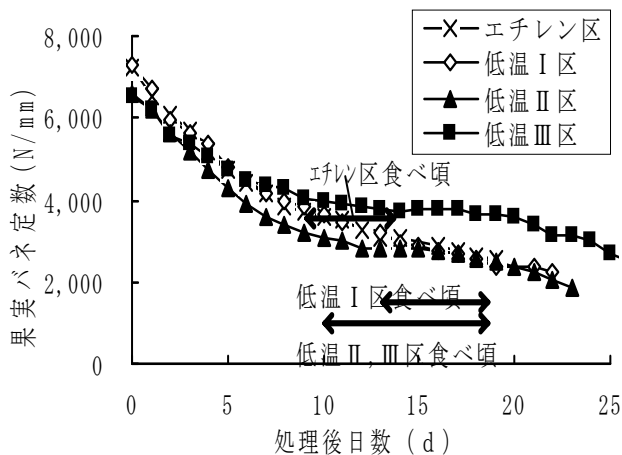 8,000
6,000
4,000
2,000
0
果実バネ定数(N/mm)
エチレン区
低温Ⅰ区
低温Ⅱ区
低温Ⅲ区
エチレン区食べ頃
低温Ⅰ区食べ頃
低温Ⅱ,Ⅲ区食べ頃
0 5 10 15 20 25
処理後日数(d)